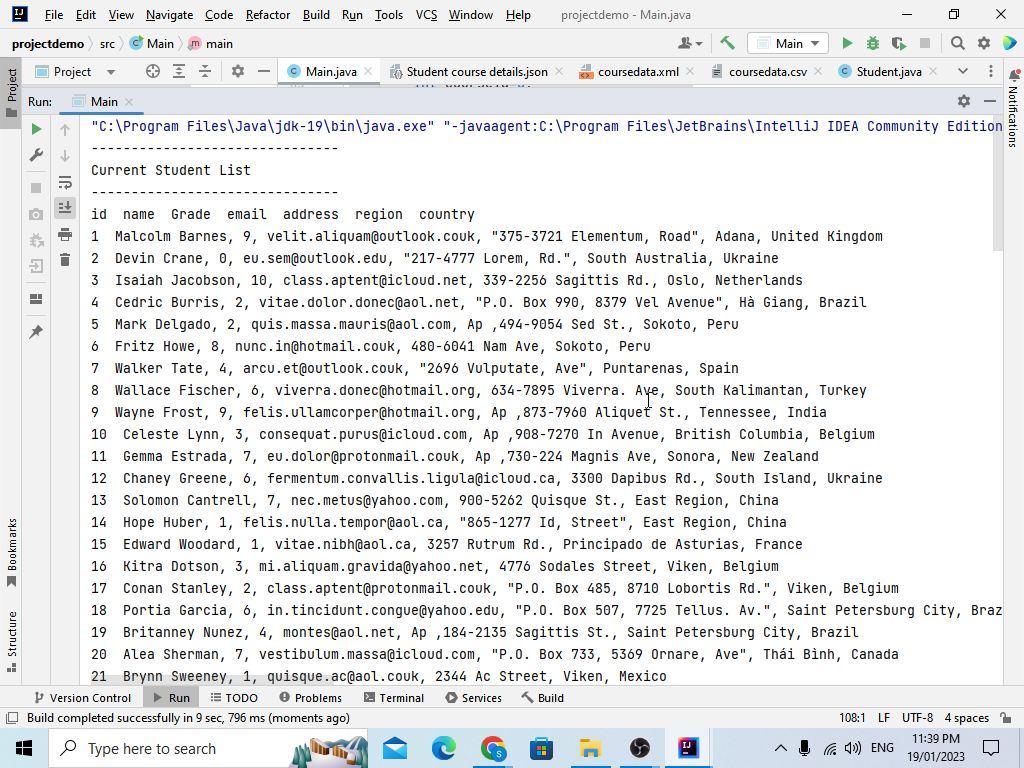 File Edit View Navigate Code Refactor Build Run Tools VCS Window Help projectdemo - Main.java
projectdemo src Main main Main
Project Main.java Student course details.json coursedata.xml coursedata.csv Student.java
Run: Main
"C:\Program Files\Java\jdk-19\bin\java.exe" "-javaagent:C:\Program Files\JetBrains\IntelliJ IDEA Community Edition
-------------------------------
Current Student List
-------------------------------
id name Grade email address region country
1 Malcolm Barnes, 9, velit.aliquam@outlook.couk, "375-3721 Elementum, Road", Adana, United Kingdom
2 Devin Crane, 0, eu.sem@outlook.edu, "217-4777 Lorem, Rd.", South Australia, Ukraine
3 Isaiah Jacobson, 10, class.aptent@icloud.net, 339-2256 Sagittis Rd., Oslo, Netherlands
4 Cedric Burris, 2, vitae.dolor.donec@aol.net, "P.O. Box 990, 8379 Vel Avenue", Hà Giang, Brazil
5 Mark Delgado, 2, quis.massa.mauris@aol.com, Ap ,494-9054 Sed St., Sokoto, Peru
6 Fritz Howe, 8, nunc.in@hotmail.couk, 480-6041 Nam Ave, Sokoto, Peru
7 Walker Tate, 4, arcu.et@outlook.couk, "2696 Vulputate, Ave", Puntarenas, Spain
8 Wallace Fischer, 6, viverra.donec@hotmail.org, 634-7895 Viverra. Ave, South Kalimantan, Turkey
9 Wayne Frost, 9, felis.ullamcorper@hotmail.org, Ap ,873-7960 Aliquet St., Tennessee, India
10 Celeste Lynn, 3, consequat.purus@icloud.com, Ap ,908-7270 In Avenue, British Columbia, Belgium
11 Gemma Estrada, 7, eu.dolor@protonmail.couk, Ap ,730-224 Magnis Ave, Sonora, New Zealand
12 Chaney Greene, 6, fermentum.convallis.ligula@icloud.ca, 3300 Dapibus Rd., South Island, Ukraine
13 Solomon Cantrell, 7, nec.metus@yahoo.com, 900-5262 Quisque St., East Region, China
14 Hope Huber, 1, felis.nulla.tempor@aol.ca, "865-1277 Id, Street", East Region, China
15 Edward Woodard, 1, vitae.nibh@aol.ca, 3257 Rutrum Rd., Principado de Asturias, France
16 Kitra Dotson, 3, mi.aliquam.gravida@yahoo.net, 4776 Sodales Street, Viken, Belgium
17 Conan Stanley, 2, class.aptent@protonmail.couk, "P.O. Box 485, 8710 Lobortis Rd.", Viken, Belgium
18 Portia Garcia, 6, in.tincidunt.congue@yahoo.edu, "P.O. Box 507, 7725 Tellus. Av.", Saint Petersburg City, Braz
19 Britanney Nunez, 4, montes@aol.net, Ap ,184-2135 Sagittis St., Saint Petersburg City, Brazil
20 Alea Sherman, 7, vestibulum.massa@icloud.com, "P.O. Box 733, 5369 Ornare, Ave", Thái Bình, Canada
21 Brynn Sweeney, 1, quisque.ac@aol.couk, 2344 Ac Street, Viken, Mexico
Project
Bookmarks
Structure
Notifications
Version Control Run TODO Problems Terminal Services Build
Build completed successfully in 9 sec, 796 ms (moments ago) 108:1 LF UTF-8 4 spaces
Type here to search ENG 11:39 PM
19/01/2023